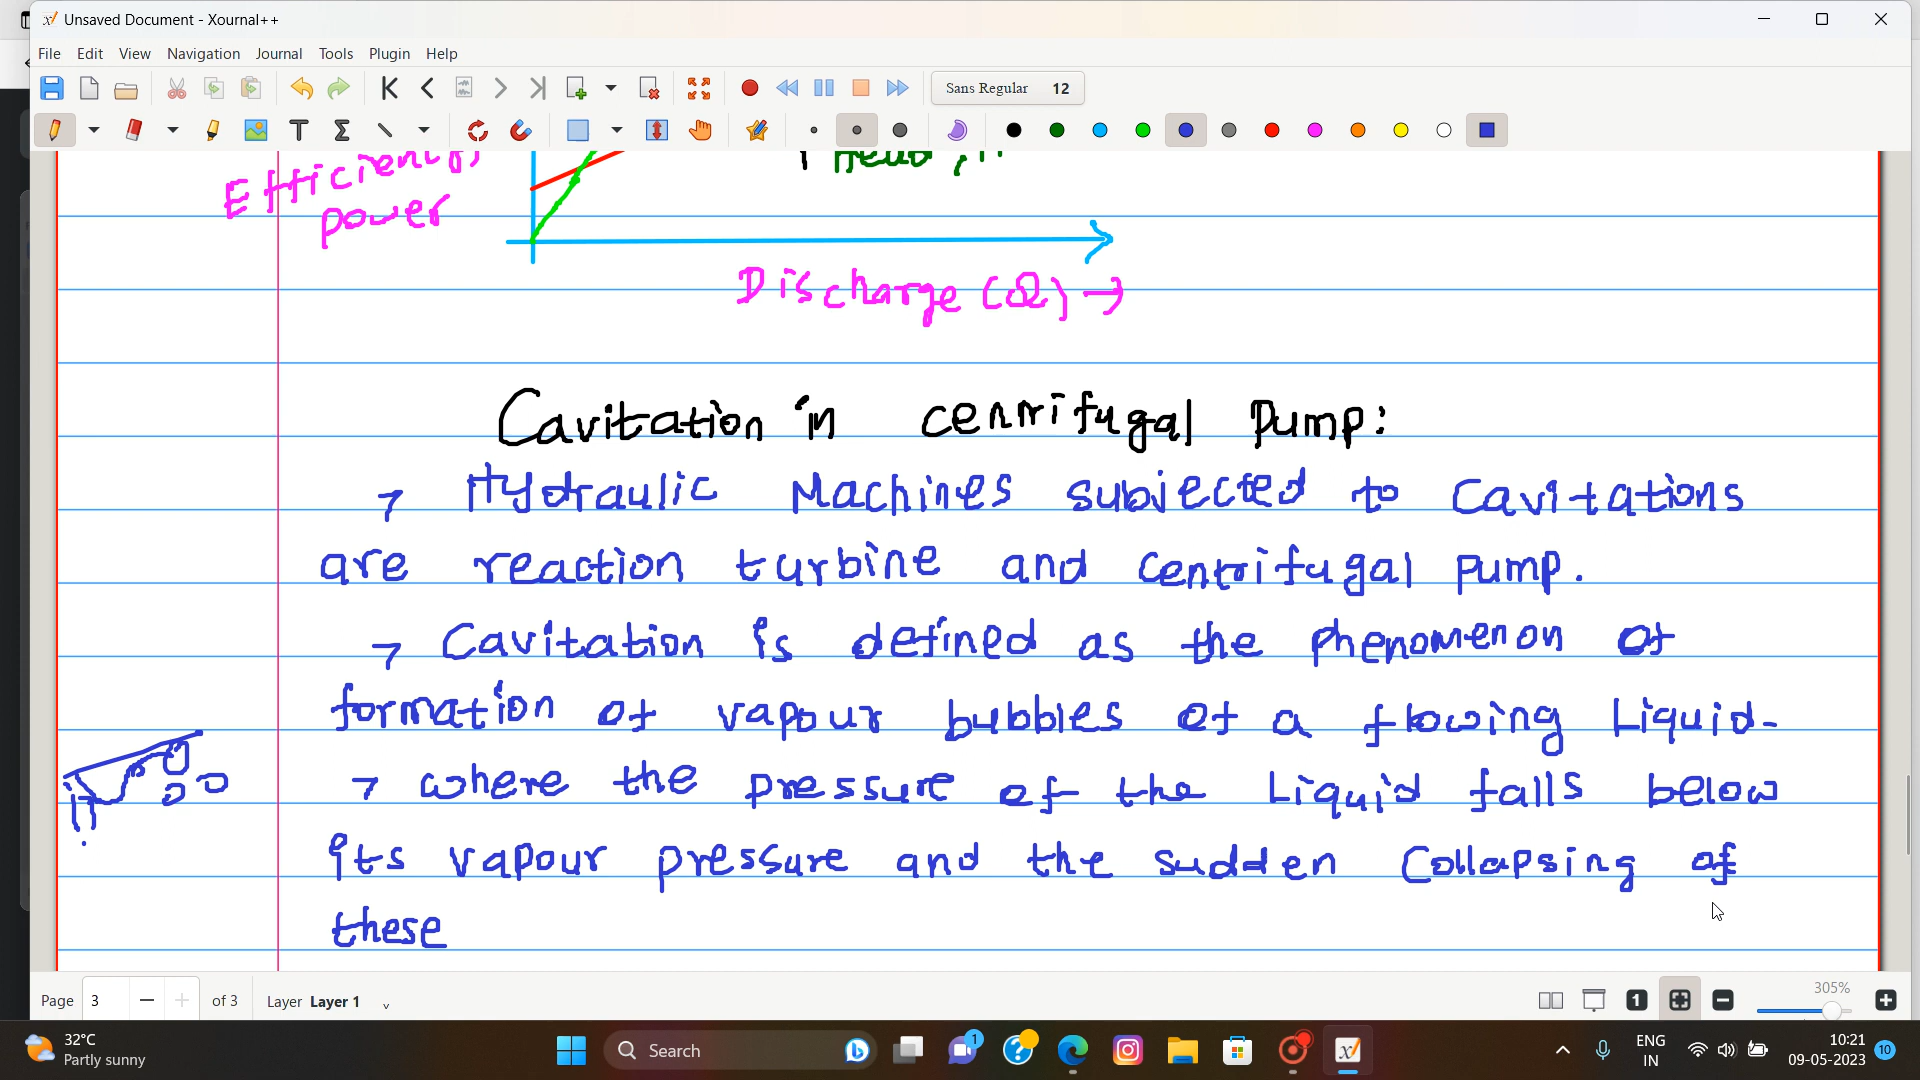 Unsaved Document - Xournal++
File Edit View Navigation Journal Tools Plugin Help
Sans Regular 12
Efficiency,
power
Head, H
Discharge (Q) →
Cavitation in cenrifugal Pump:
→ Hydraulic Machines subjected to Cavitations
are reaction turbine and centrifugal pump.
→ Cavitation is defined as the phenomenon of
formation of vapour bubbles of a flowing Liquid-
→ where the pressure of the Liquid falls below
its vapour pressure and the sudden Collapsing of
these
Page 3 of 3 Layer Layer 1
305%
32°C
Partly sunny
Search
1
ENG
IN
10:21
09-05-2023
10